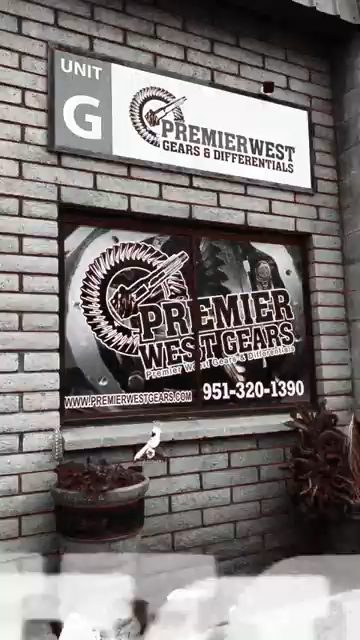 UNIT
G
PREMIERWEST
GEARS & DIFFERENTIALS
PREMIER
WEST GEARS
Premier West Gears & Differentials
WWW.PREMIERWESTGEARS.COM
951-320-1390